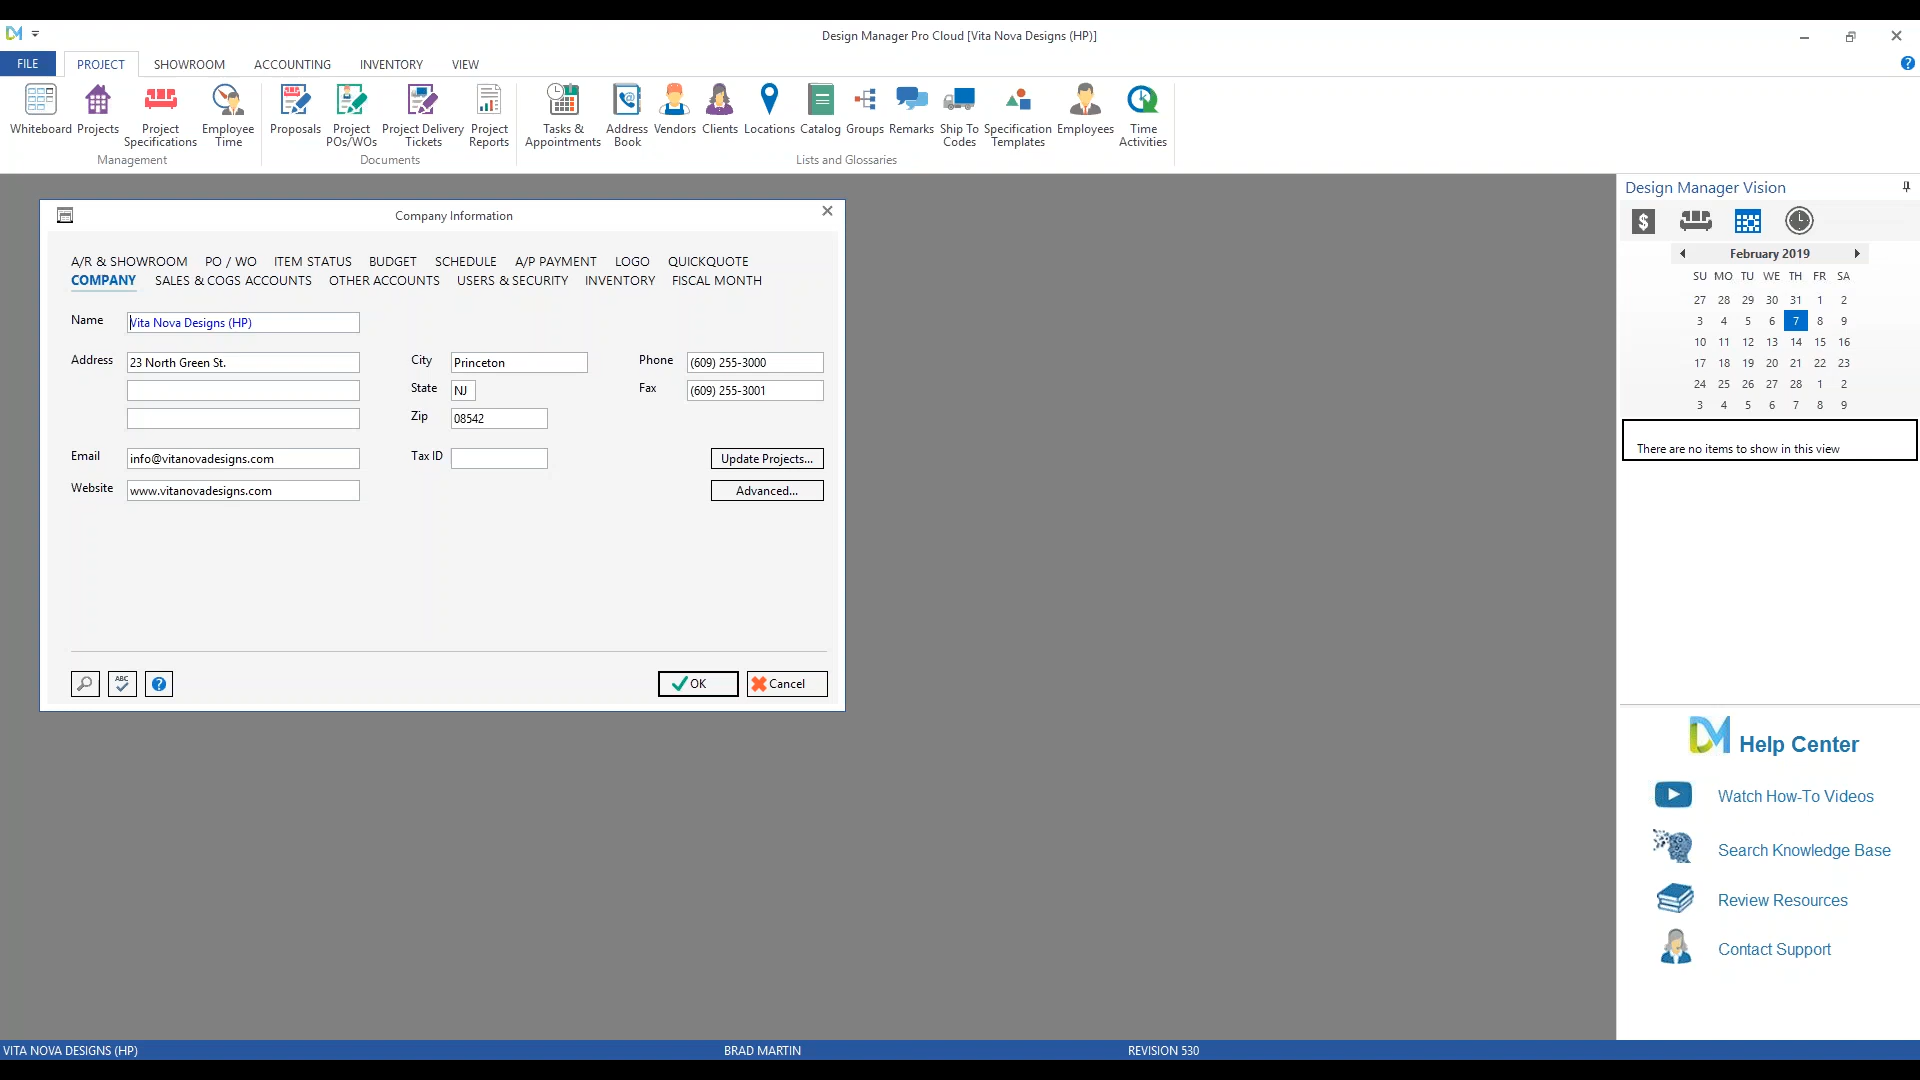 Design Manager Pro Cloud [Vita Nova Designs (HP)]
FILE PROJECT SHOWROOM ACCOUNTING INVENTORY VIEW
Whiteboard Projects Project Specifications Employee Time
Management
Proposals Project POs/WOs Project Delivery Tickets Project Reports
Documents
Tasks & Appointments Address Book Vendors Clients Locations Catalog Groups Remarks Ship To Codes Specification Templates Employees Time Activities
Lists and Glossaries
Company Information
A/R & SHOWROOM PO / WO ITEM STATUS BUDGET SCHEDULE A/P PAYMENT LOGO QUICKQUOTE
COMPANY SALES & COGS ACCOUNTS OTHER ACCOUNTS USERS & SECURITY INVENTORY FISCAL MONTH
Name Vita Nova Designs (HP)
Address 23 North Green St. City Princeton Phone (609) 255-3000
State NJ Fax (609) 255-3001
Zip 08542
Email info@vitanovadesigns.com Tax ID Update Projects...
Website www.vitanovadesigns.com Advanced...
ABC OK Cancel
Design Manager Vision
$
February 2019
SU MO TU WE TH FR SA
27 28 29 30 31 1 2
3 4 5 6 7 8 9
10 11 12 13 14 15 16
17 18 19 20 21 22 23
24 25 26 27 28 1 2
3 4 5 6 7 8 9
There are no items to show in this view
DM Help Center
Watch How-To Videos
Search Knowledge Base
Review Resources
Contact Support
VITA NOVA DESIGNS (HP) BRAD MARTIN REVISION 530